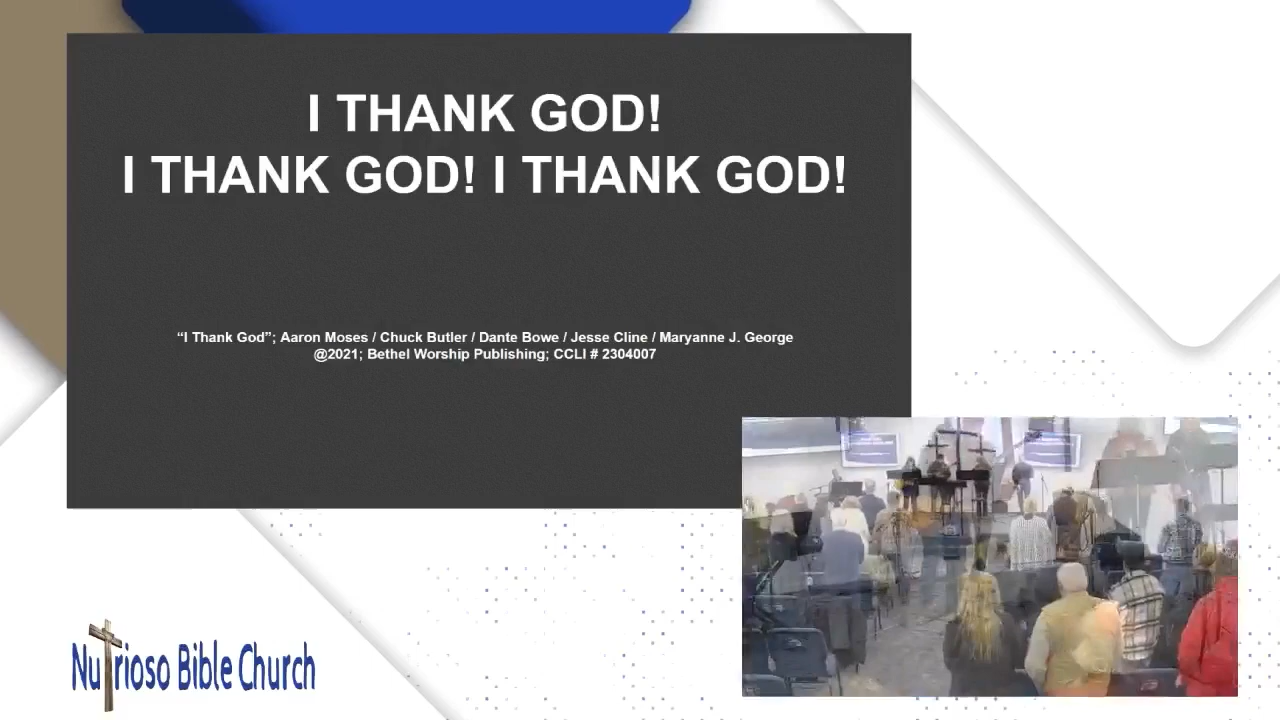 I THANK GOD!
I THANK GOD! I THANK GOD!
“I Thank God”; Aaron Moses / Chuck Butler / Dante Bowe / Jesse Cline / Maryanne J. George
@2021; Bethel Worship Publishing; CCLI # 2304007
Nutrioso Bible Church